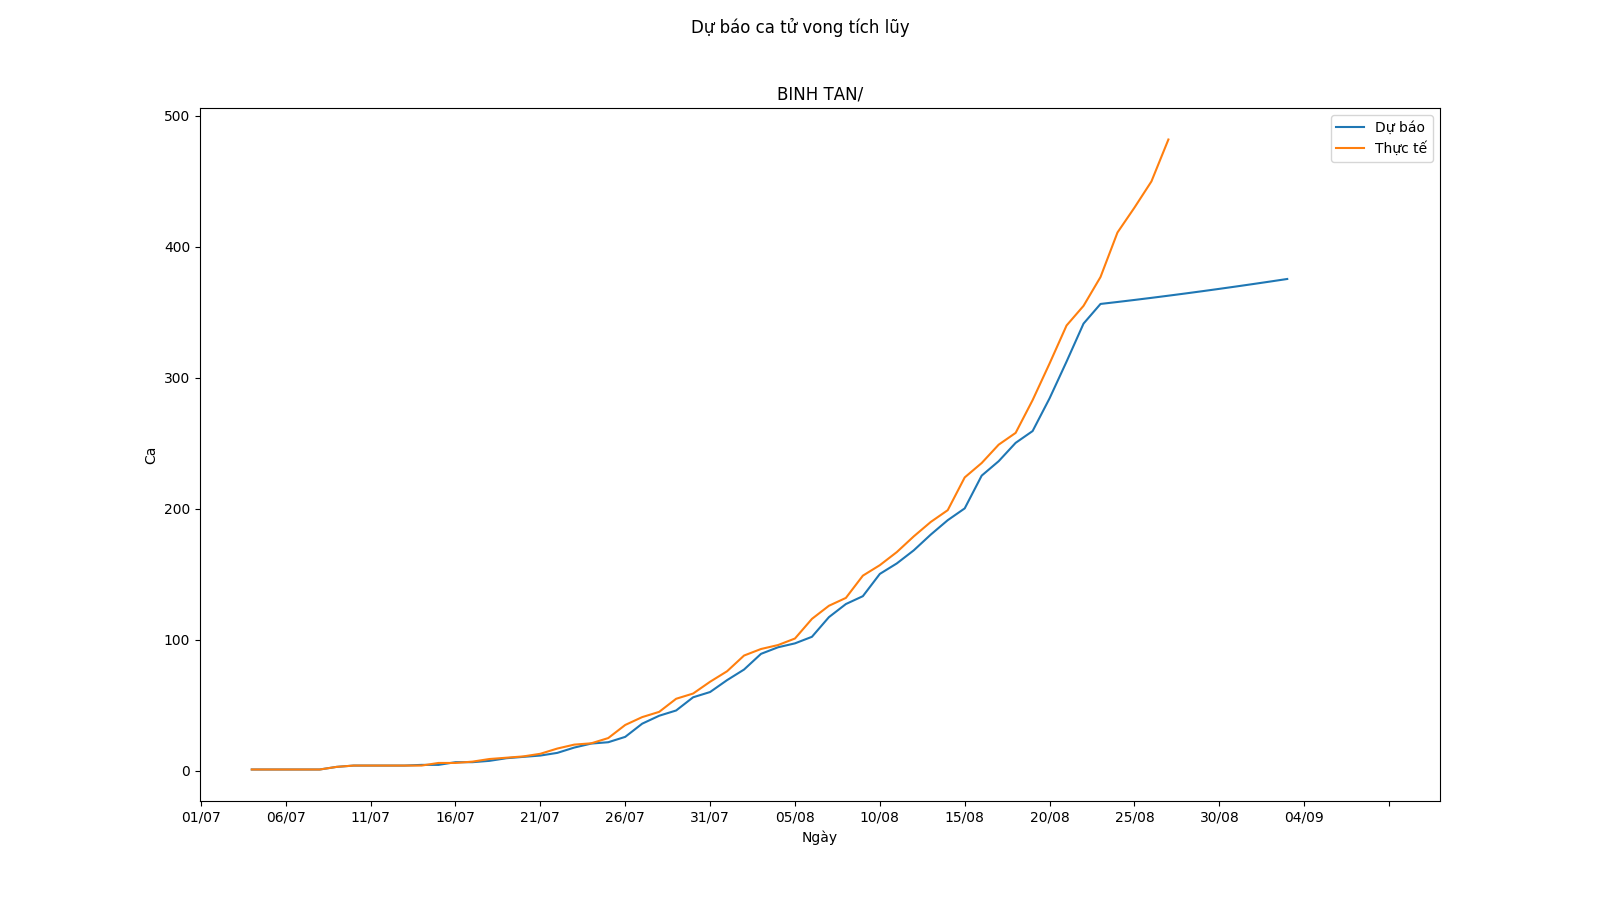 Dự báo ca tử vong tích lũy
BINH TAN/
500
400
300
200
100
0
Ca
Dự báo
Thực tế
01/07 06/07 11/07 16/07 21/07 26/07 31/07 05/08 10/08 15/08 20/08 25/08 30/08 04/09
Ngày